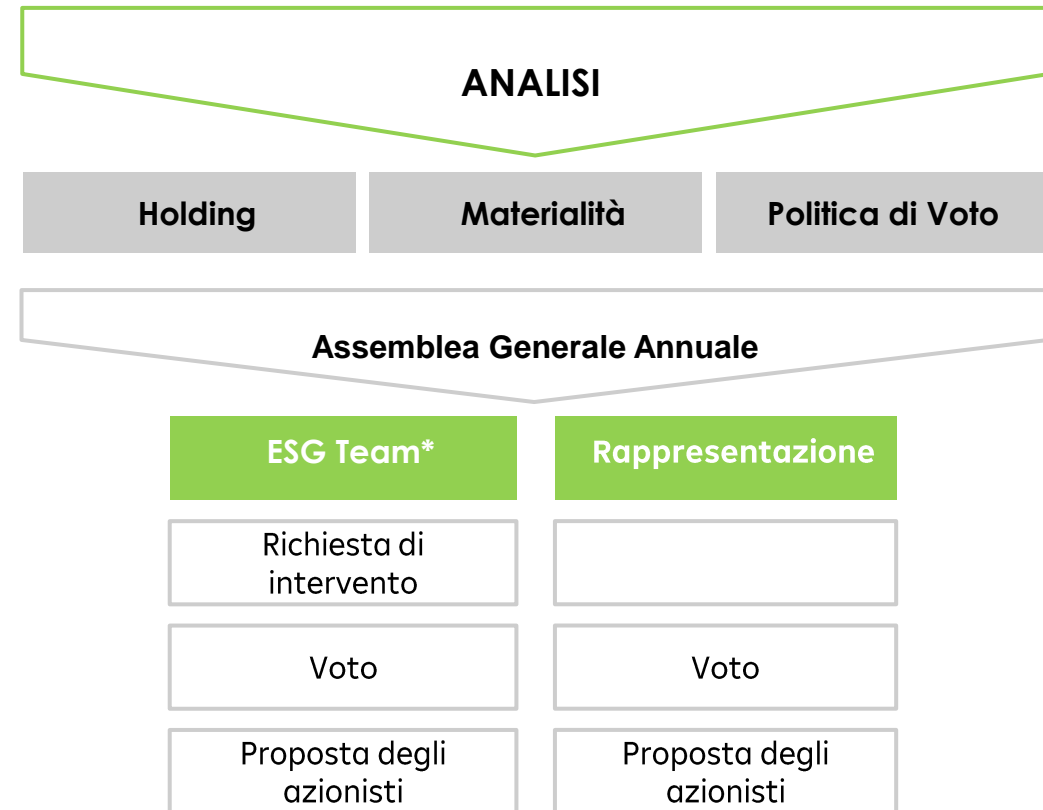 ANALISI
Holding
Materialità
Politica di Voto
Assemblea Generale Annuale
ESG Team*
Rappresentazione
Richiesta di
intervento
Voto
Voto
Proposta degli
azionisti
Proposta degli
azionisti